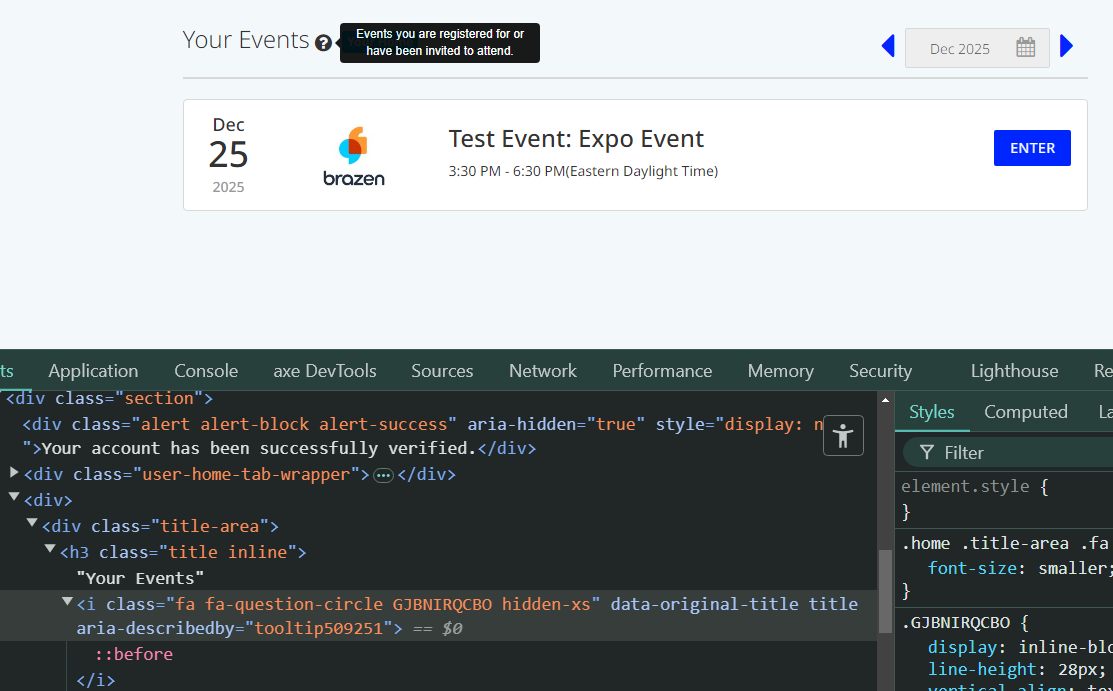 Your Events
Events you are registered for or
have been invited to attend.
Dec 2025
Dec
25
2025
brazen
Test Event: Expo Event
3:30 PM - 6:30 PM(Eastern Daylight Time)
ENTER
ts Application Console axe DevTools Sources Network Performance Memory Security Lighthouse Re
<div class="section">
<div class="alert alert-block alert-success" aria-hidden="true" style="display: n
">Your account has been successfully verified.</div>
<div class="user-home-tab-wrapper">…</div>
<div>
<div class="title-area">
<h3 class="title inline">
"Your Events"
<i class="fa fa-question-circle GJBNIRQCBO hidden-xs" data-original-title title
aria-describedby="tooltip509251"> == $0
::before
</i>
Styles Computed La
Filter
element.style {
}
.home .title-area .fa
font-size: smaller;
}
.GJBNIRQCBO {
display: inline-blo
line-height: 28px;
vertical-align: te